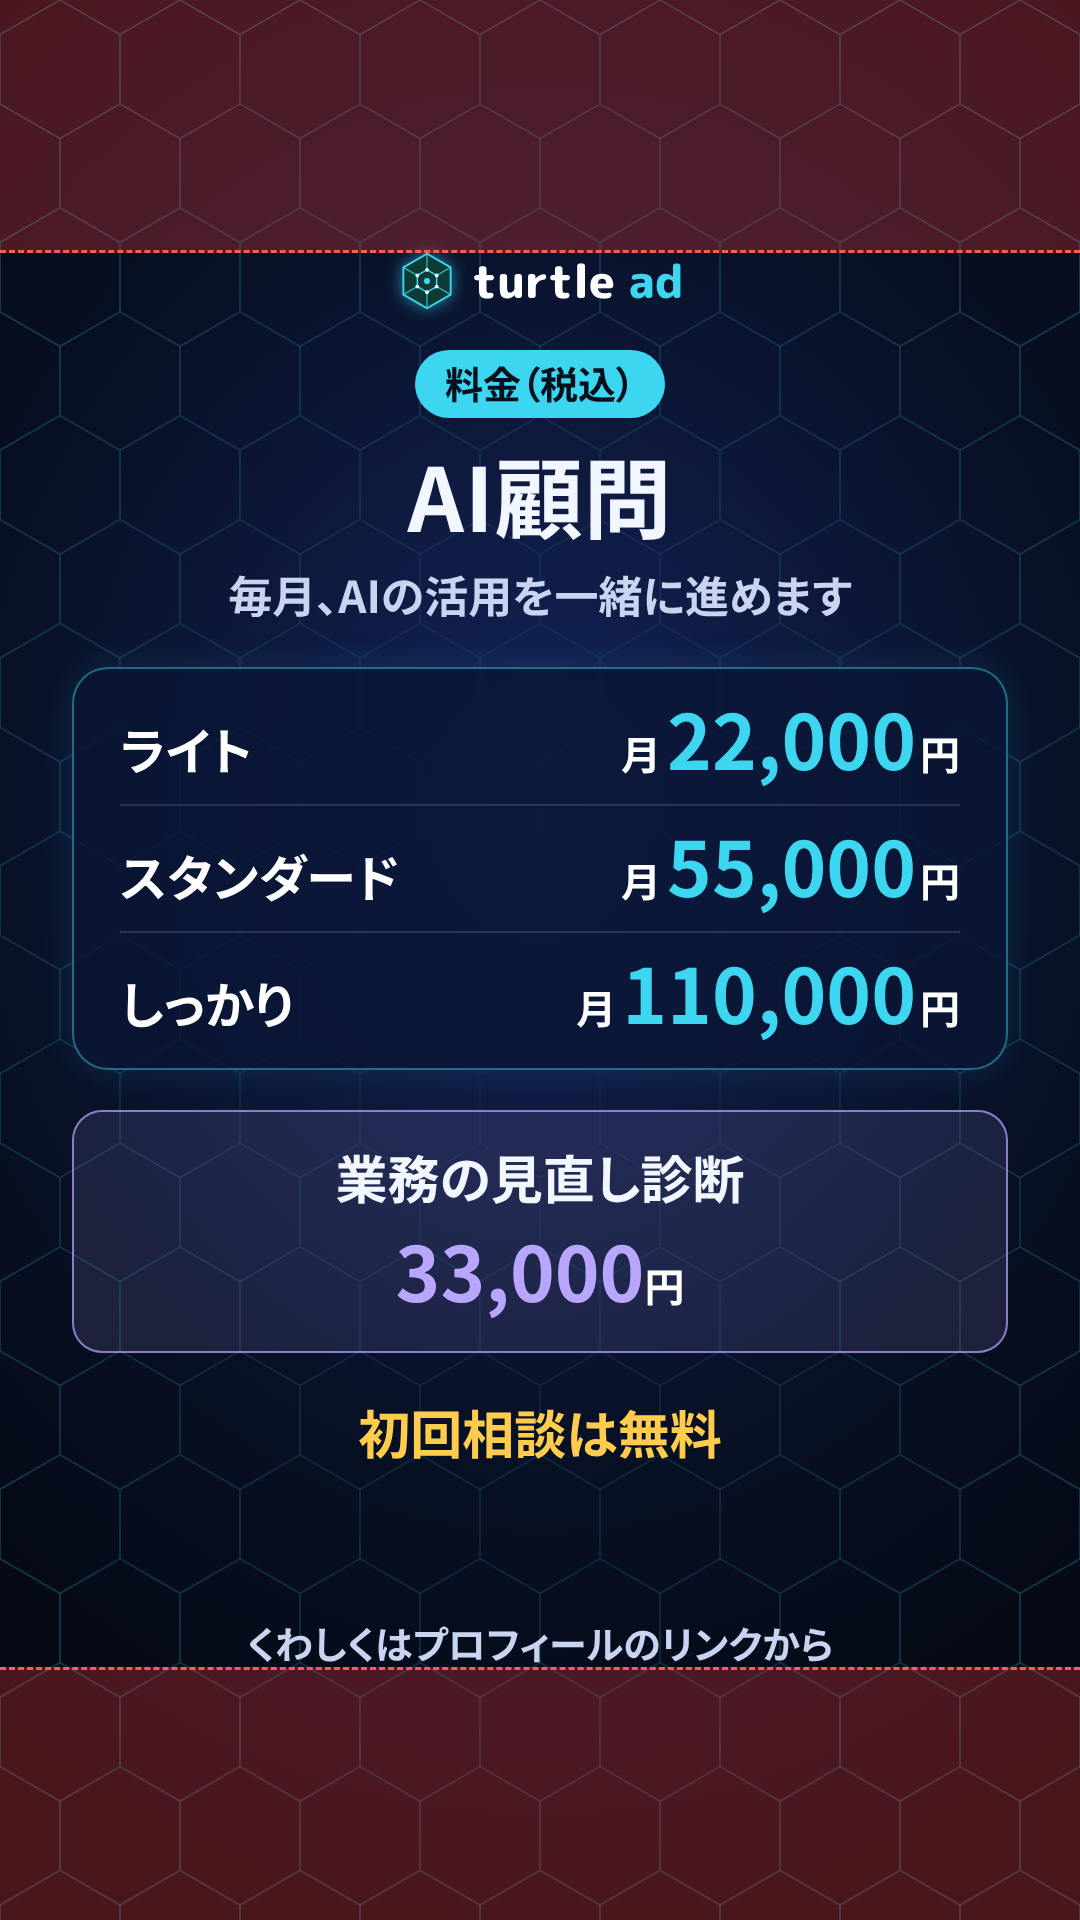 turtle ad
料金（税込）
AI顧問
毎月、AIの活用を一緒に進めます
ライト 月22,000円
スタンダード 月55,000円
しっかり 月110,000円
業務の見直し診断
33,000円
初回相談は無料
くわしくはプロフィールのリンクから